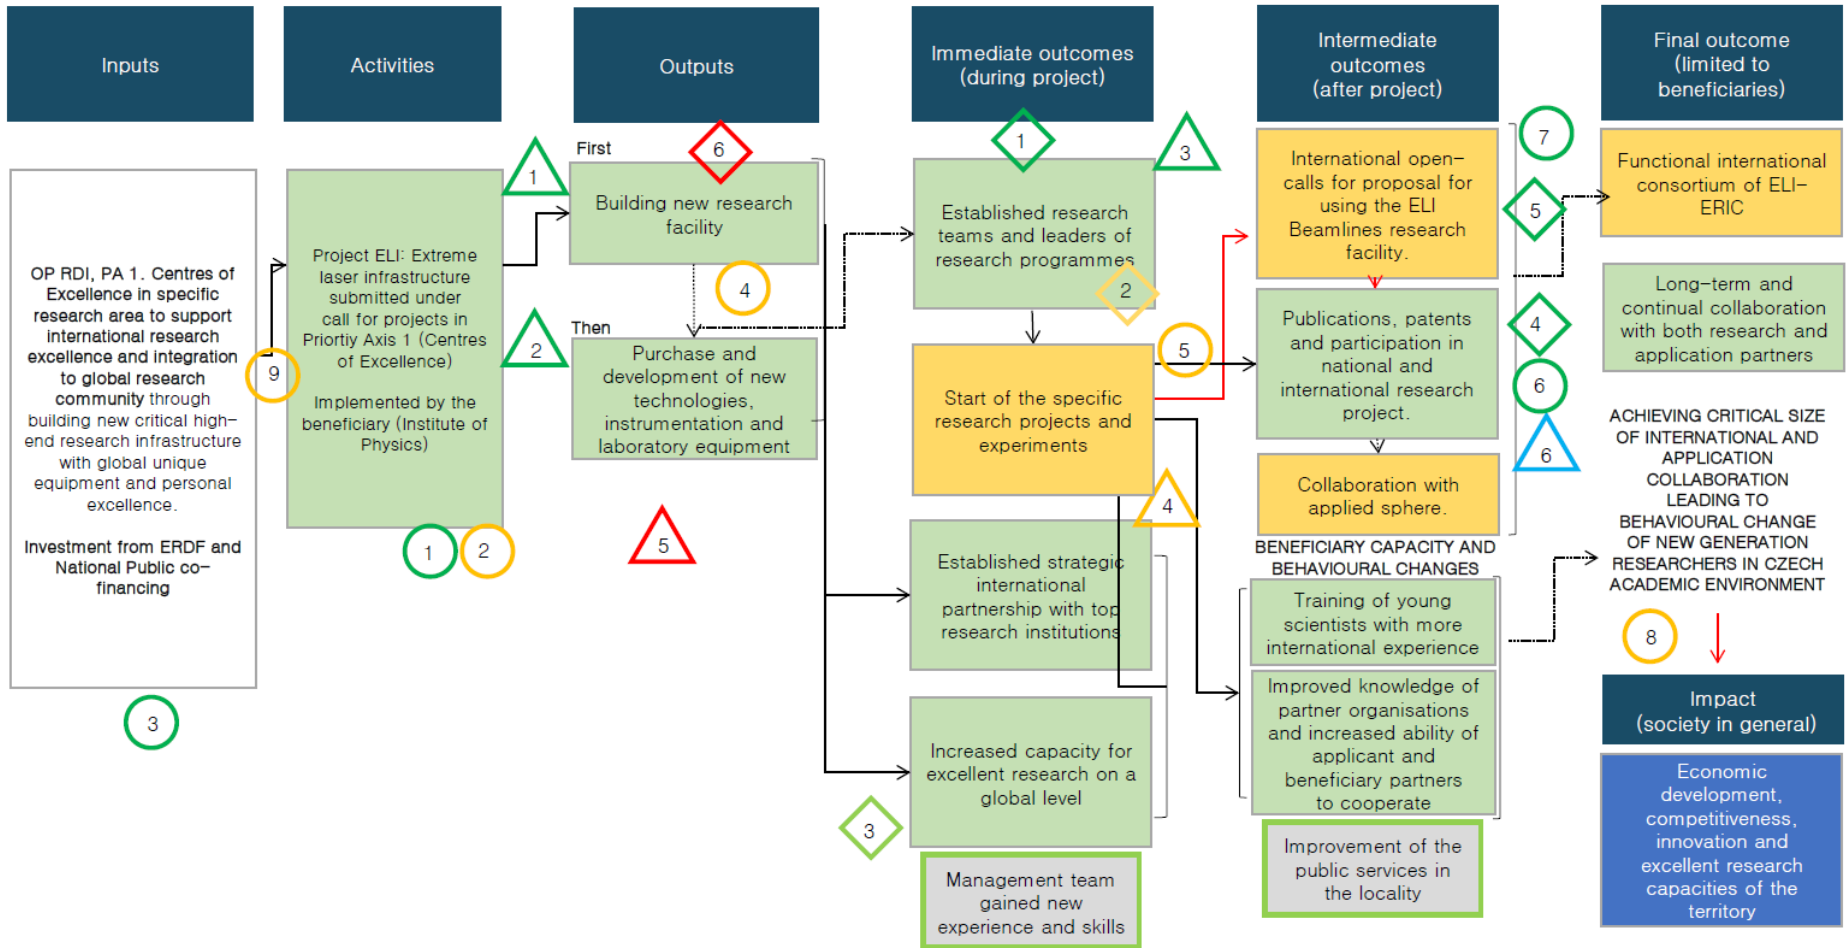 Inputs
OP RDI, PA 1. Centres of
Excellence in specific
research area to support
international research
excellence and integration
to global research
community through
building new critical high-
end research infrastructure
with global unique
equipment and personal
excellence.
Investment from ERDF and
National Public co-
financing
3
9
Activities
Project ELI: Extreme
laser infrastructure
submitted under
call for projects in
Priortiy Axis 1 (Centres
of Excellence)
Implemented by the
beneficiary (Institute of
Physics)
1
2
1
2
Outputs
First
6
Building new research
facility
4
Then
Purchase and
development of new
technologies,
instrumentation and
laboratory equipment
5
Immediate outcomes
(during project)
1
3
Established research
teams and leaders of
research programmes
2
Start of the specific
research projects and
experiments
5
4
Established strategic
international
partnership with top
research institutions
Increased capacity for
excellent research on a
global level
3
Management team
gained new
experience and skills
Intermediate
outcomes
(after project)
International open-
calls for proposal for
using the ELI
Beamlines research
facility.
Publications, patents
and participation in
national and
international research
project.
Collaboration with
applied sphere.
7
5
4
6
6
BENEFICIARY CAPACITY AND
BEHAVIOURAL CHANGES
Training of young
scientists with more
international experience
Improved knowledge of
partner organisations
and increased ability of
applicant and
beneficiary partners
to cooperate
Improvement of the
public services in
the locality
Final outcome
(limited to
beneficiaries)
Functional international
consortium of ELI-
ERIC
Long-term and
continual collaboration
with both research and
application partners
ACHIEVING CRITICAL SIZE
OF INTERNATIONAL AND
APPLICATION
COLLABORATION
LEADING TO
BEHAVIOURAL CHANGE
OF NEW GENERATION
RESEARCHERS IN CZECH
ACADEMIC ENVIRONMENT
8
Impact
(society in general)
Economic
development,
competitiveness,
innovation and
excellent research
capacities of the
territory